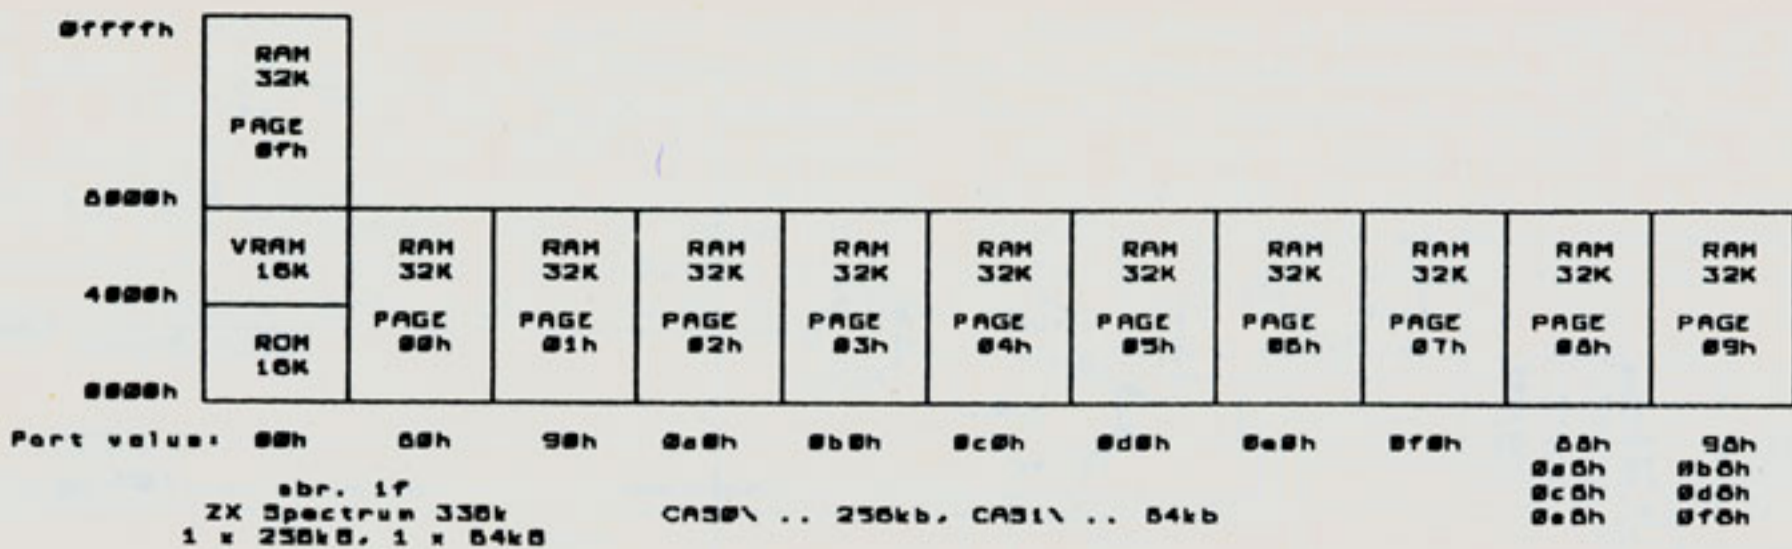 0ffffh
RAM
32K
PAGE
0fh
8000h
VRAM RAM RAM RAM RAM RAM RAM RAM RAM RAM RAM
16K 32K 32K 32K 32K 32K 32K 32K 32K 32K 32K
4000h
PAGE PAGE PAGE PAGE PAGE PAGE PAGE PAGE PAGE PAGE
ROM 00h 01h 02h 03h 04h 05h 06h 07h 08h 09h
16K
0000h
Port value: 00h 80h 90h 0a0h 0b0h 0c0h 0d0h 0e0h 0f0h 88h 98h
0a8h 0b8h
obr. 1f 0c8h 0d8h
ZX Spectrum 336k CAS0\ .. 256kb, CAS1\ .. 64kb 0e8h 0f8h
1 x 256kB, 1 x 64kB